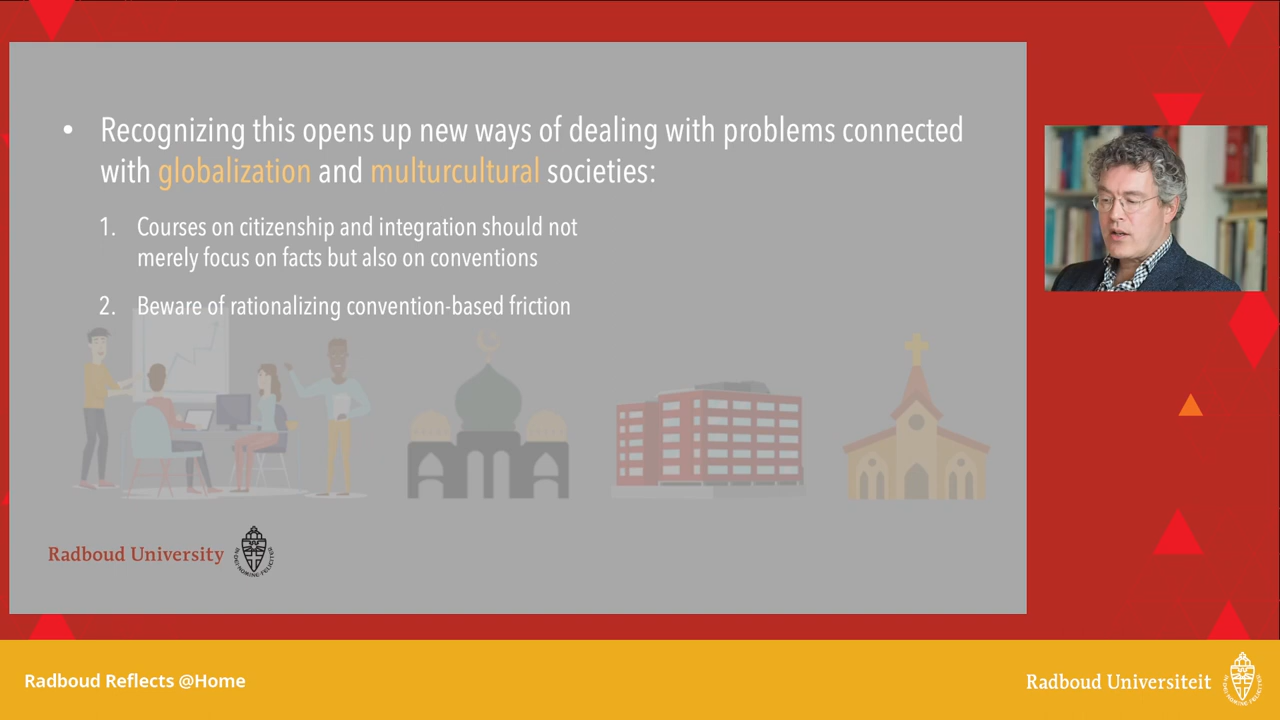 • Recognizing this opens up new ways of dealing with problems connected
with globalization and multurcultural societies:
1. Courses on citizenship and integration should not
merely focus on facts but also on conventions
2. Beware of rationalizing convention-based friction
Radboud University
Radboud Reflects @Home
Radboud Universiteit